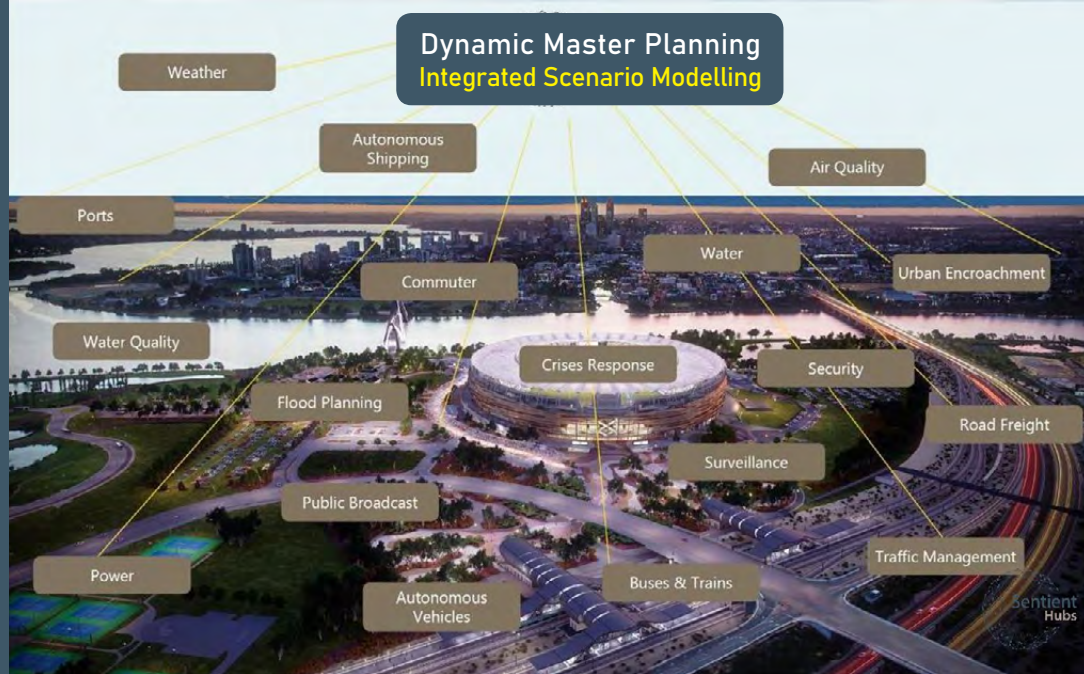 Dynamic Master Planning
Integrated Scenario Modelling
Weather
Autonomous
Shipping
Air Quality
Ports
Water
Urban Encroachment
Commuter
Water Quality
Crises Response
Security
Flood Planning
Road Freight
Surveillance
Public Broadcast
Traffic Management
Power
Buses & Trains
Autonomous
Vehicles
Sentient
Hubs